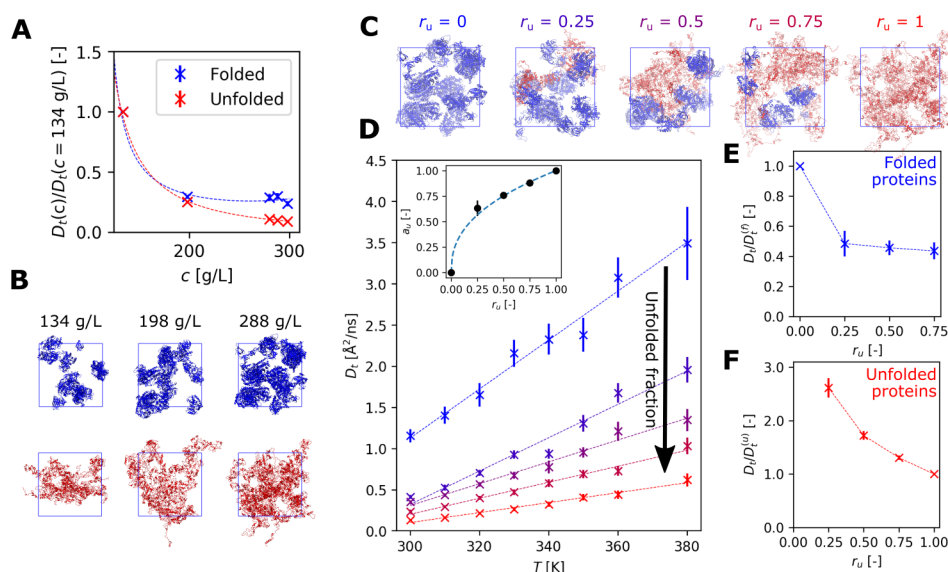 A
D_t(c)/D_t(c = 134 g/L) [-]
1.5
1.0
0.5
0.0
Folded
Unfolded
200
300
c [g/L]
B
134 g/L 198 g/L 288 g/L
C
r_u = 0 r_u = 0.25 r_u = 0.5 r_u = 0.75 r_u = 1
D
D_t [Å²/ns]
4.5
4.0
3.5
3.0
2.5
2.0
1.5
1.0
0.5
0.0
300 320 340 360 380
T [K]
a_u [-]
1.00
0.75
0.50
0.25
0.00
0.00 0.25 0.50 0.75 1.00
r_u [-]
Unfolded
fraction
E
D_t/D_t^(f) [-]
1.0
0.8
0.6
0.4
0.2
0.0
Folded
proteins
0.00 0.25 0.50 0.75
r_u [-]
F
D_t/D_t^(u) [-]
3.0
2.0
1.0
0.0
Unfolded
proteins
0.00 0.25 0.50 0.75 1.00
r_u [-]